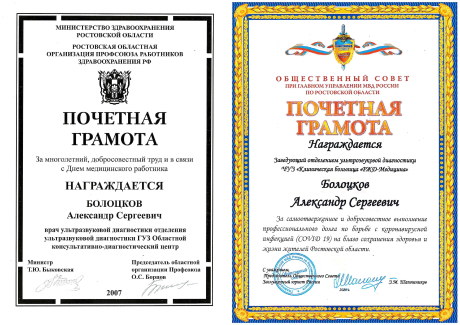 МИНИСТЕРСТВО ЗДРАВООХРАНЕНИЯ
РОСТОВСКОЙ ОБЛАСТИ
РОСТОВСКАЯ ОБЛАСТНАЯ
ОРГАНИЗАЦИЯ ПРОФСОЮЗА РАБОТНИКОВ
ЗДРАВООХРАНЕНИЯ РФ
ПОЧЕТНАЯ
ГРАМОТА
За многолетний, добросовестный труд и в связи
с Днем медицинского работника
НАГРАЖДАЕТСЯ
БОЛОЦКОВ
Александр Сергеевич
врач ультразвуковой диагностики отделения
ультразвуковой диагностики ГУЗ Областной
консультативно-диагностический центр
Министр
Т.Ю. Быковская
Председатель областной
организации Профсоюза
О.С. Борцов
2007
ОБЩЕСТВЕННЫЙ СОВЕТ
ПРИ ГЛАВНОМ УПРАВЛЕНИИ МВД РОССИИ
ПО РОСТОВСКОЙ ОБЛАСТИ
ПОЧЕТНАЯ
ГРАМОТА
Награждается
Заведующий отделением ультразвуковой диагностики
ЧУЗ «Клиническая больница «РЖД-Медицина»
Болоцков
Александр Сергеевич
За самоотверженное и добросовестное выполнение
профессионального долга по борьбе с коронавирусной
инфекцией (COVID 19) на благо сохранения здоровья и
жизни жителей Ростовской области.
С уважением,
Председатель Общественного Совета
Заслуженный юрист России